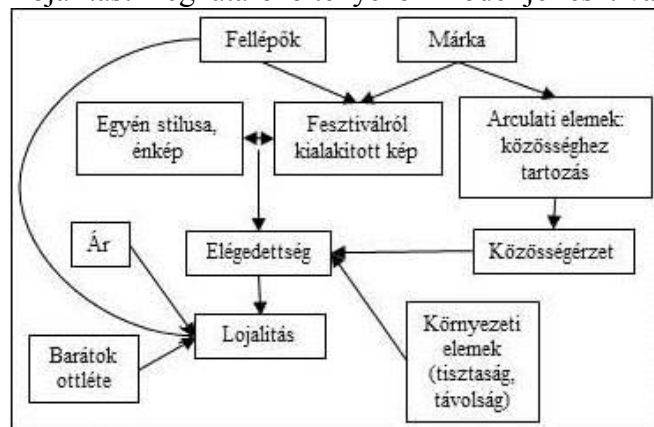 Fellépők
Márka
Egyén stílusa,
énkép
Fesztiválról
kialakított kép
Arculati elemek:
közösséghez
tartozás
Ár
Elégedettség
Közösségérzet
Lojalitás
Környezeti
elemek
(tisztaság,
távolság)
Barátok
ottléte